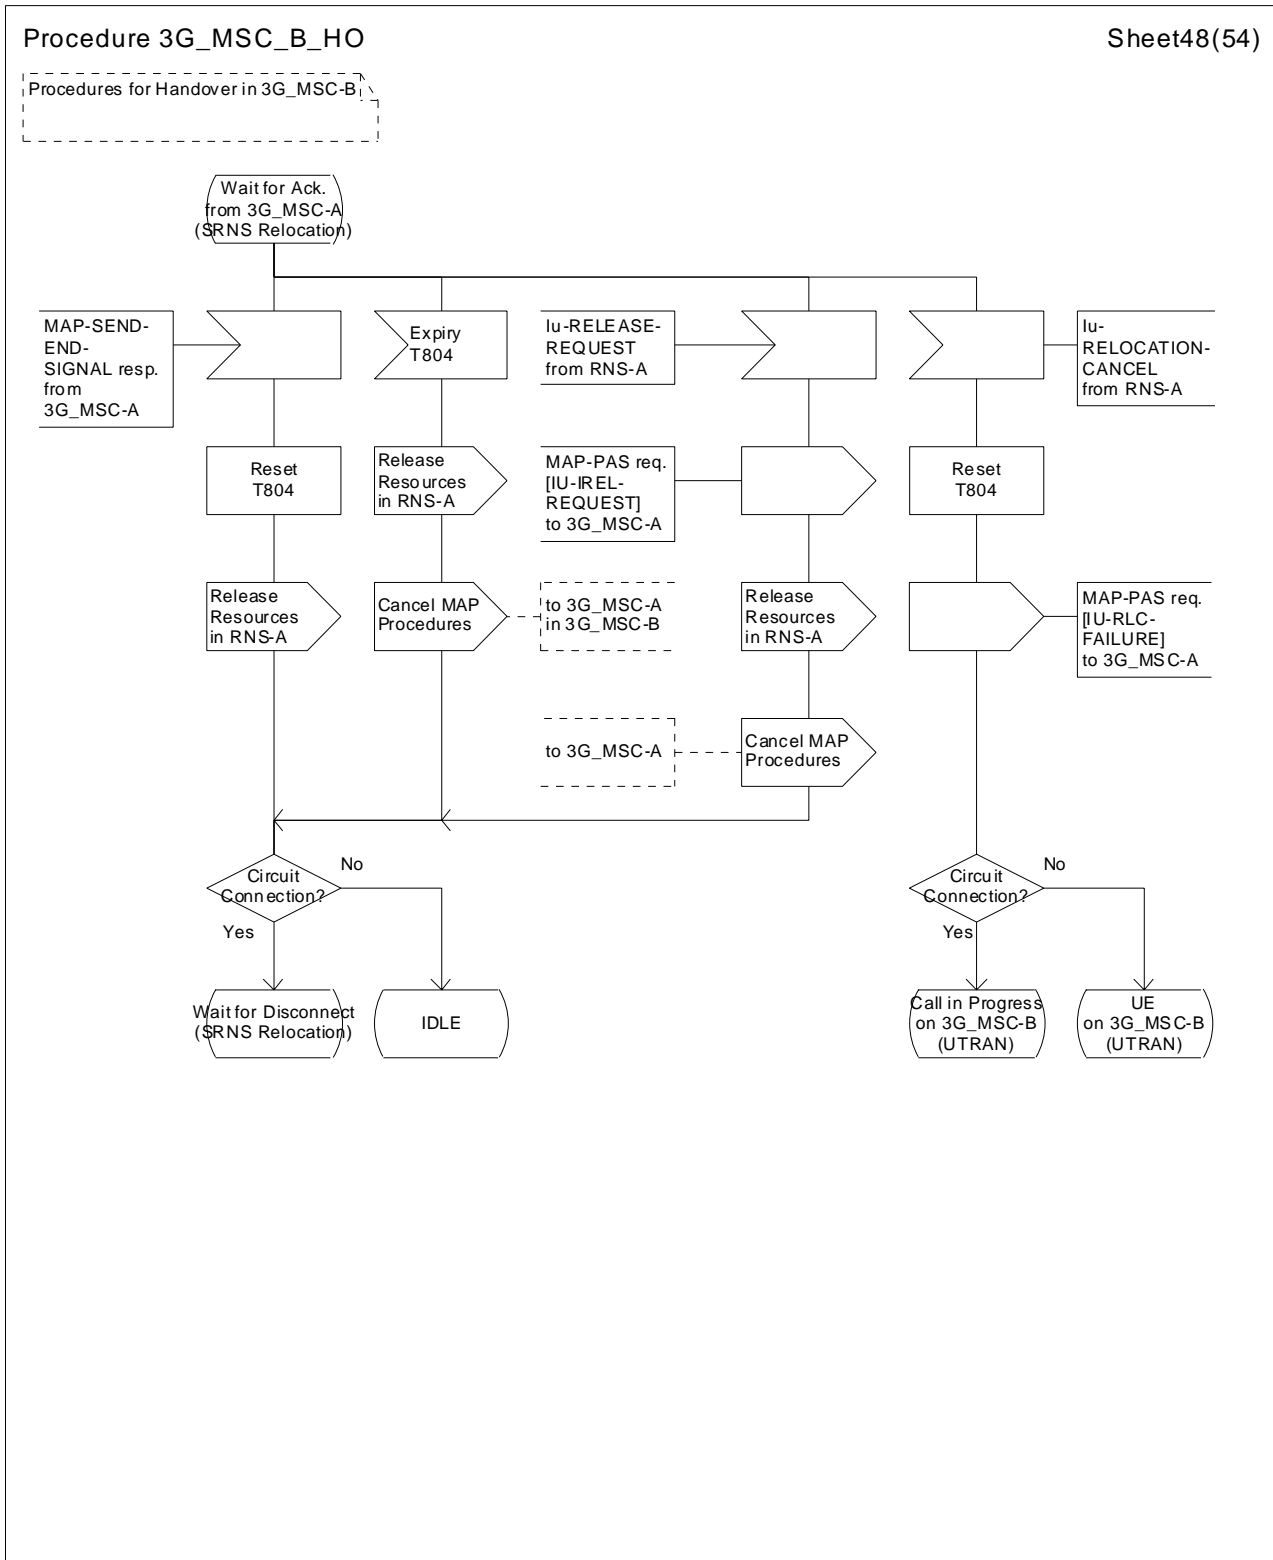 Procedure 3G_MSC_B_HO
Sheet48(54)
Procedures for Handover in 3G_MSC-B
Wait for Ack.
from 3G_MSC-A
(SRNS Relocation)
MAP-SEND-
END-
SIGNAL resp.
from
3G_MSC-A
Expiry
T804
Iu-RELEASE-
REQUEST
from RNS-A
Iu-
RELOCATION-
CANCEL
from RNS-A
Reset
T804
Release
Resources
in RNS-A
MAP-PAS req.
[IU-IREL-
REQUEST]
to 3G_MSC-A
Reset
T804
Release
Resources
in RNS-A
Cancel MAP
Procedures
to 3G_MSC-A
in 3G_MSC-B
Release
Resources
in RNS-A
MAP-PAS req.
[IU-RLC-
FAILURE]
to 3G_MSC-A
to 3G_MSC-A
Cancel MAP
Procedures
Circuit
Connection?
No
Yes
Circuit
Connection?
No
Yes
Wait for Disconnect
(SRNS Relocation)
IDLE
Call in Progress
on 3G_MSC-B
(UTRAN)
UE
on 3G_MSC-B
(UTRAN)